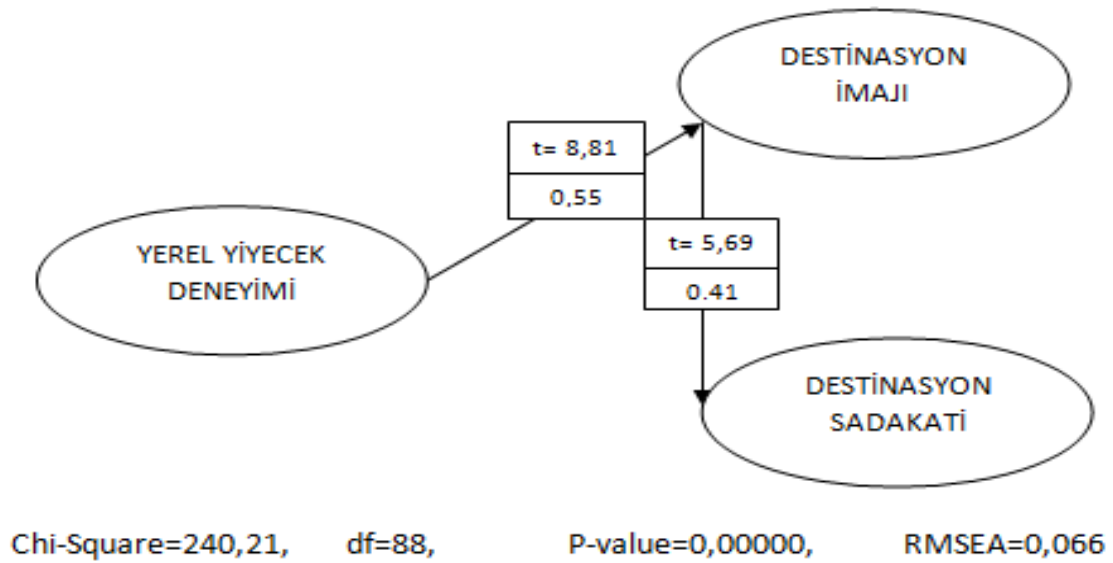 DESTİNASYON
İMAJI
t= 8,81
0,55
YEREL YİYECEK
DENEYİMİ
t= 5,69
0.41
DESTİNASYON
SADAKATİ
Chi-Square=240,21, df=88, P-value=0,00000, RMSEA=0,066